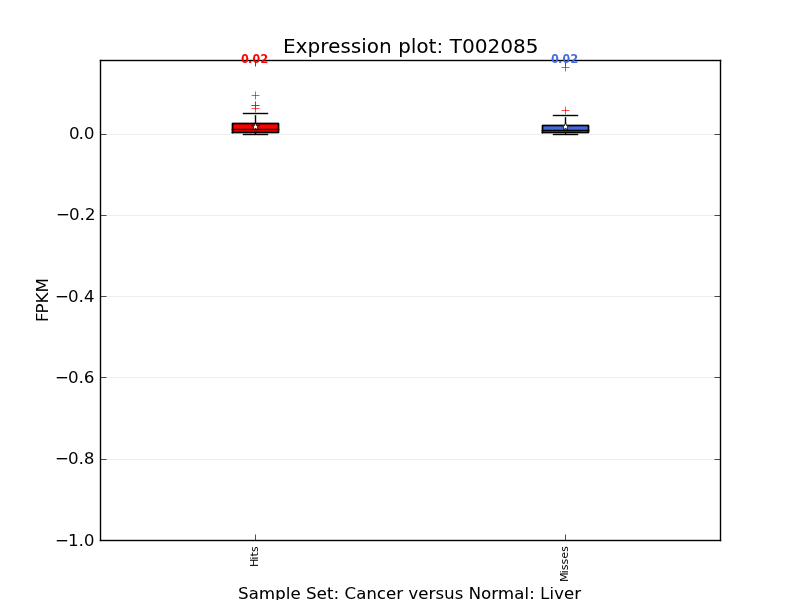 Expression plot: T002085
0.02
0.02
0.0
−0.2
−0.4
−0.6
−0.8
−1.0
FPKM
Hits
Misses
Sample Set: Cancer versus Normal: Liver